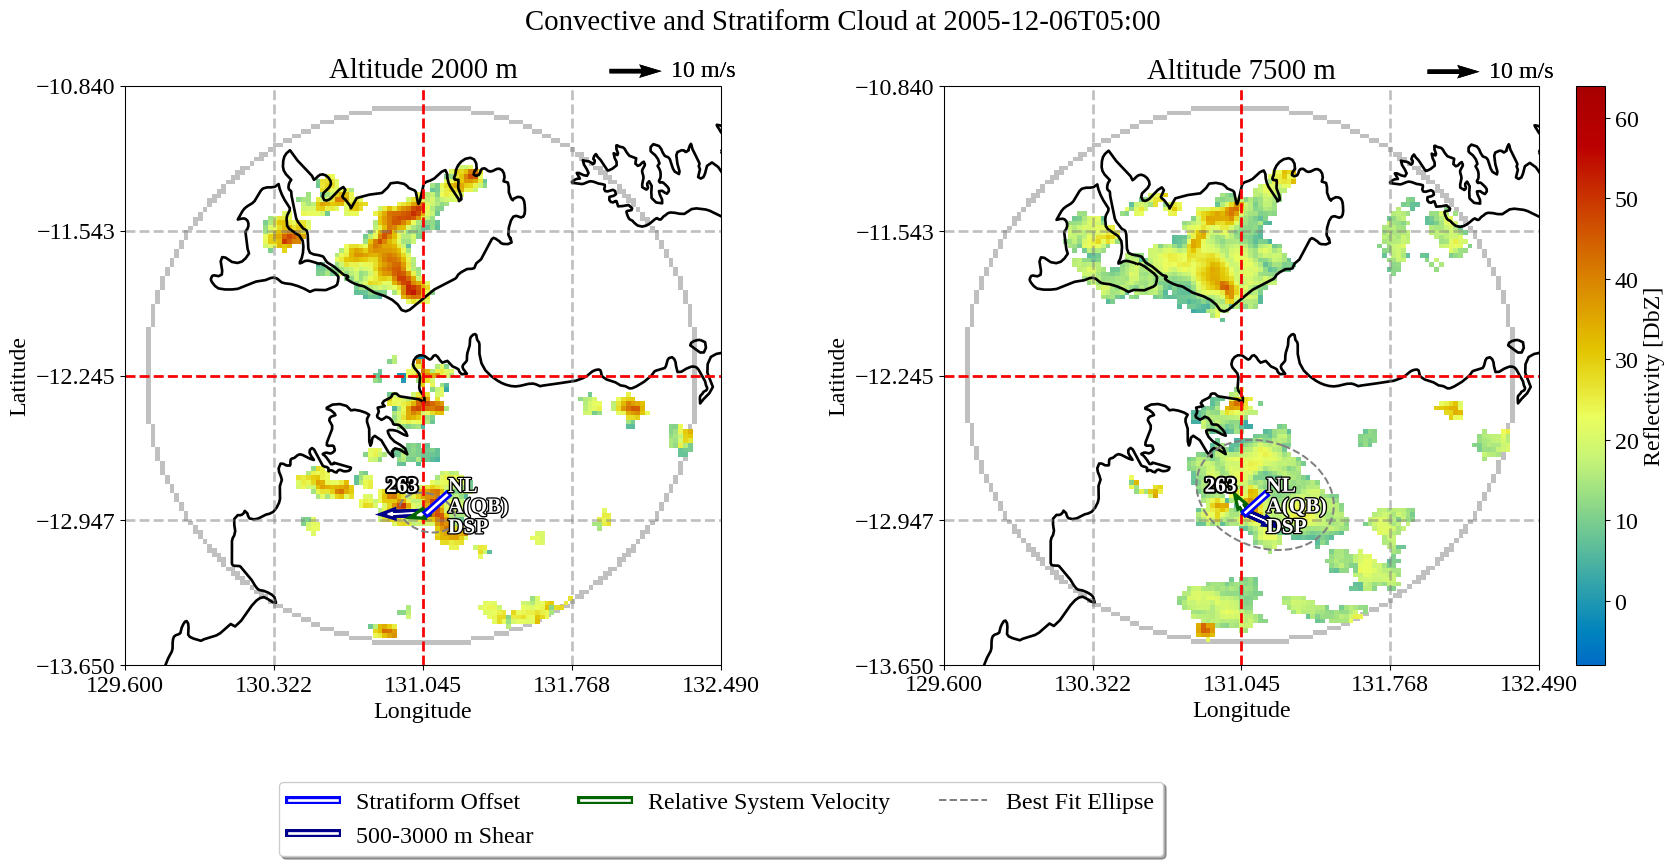 Convective and Stratiform Cloud at 2005-12-06T05:00
Altitude 2000 m
10 m/s
−10.840
−11.543
−12.245
−12.947
−13.650
Latitude
263
NL
A(QB)
DSP
129.600
130.322
131.045
131.768
132.490
Longitude
Altitude 7500 m
10 m/s
−10.840
−11.543
−12.245
−12.947
−13.650
Latitude
263
NL
A(QB)
DSP
129.600
130.322
131.045
131.768
132.490
Longitude
60
50
40
30
20
10
0
Reflectivity [DbZ]
Stratiform Offset
Relative System Velocity
Best Fit Ellipse
500-3000 m Shear